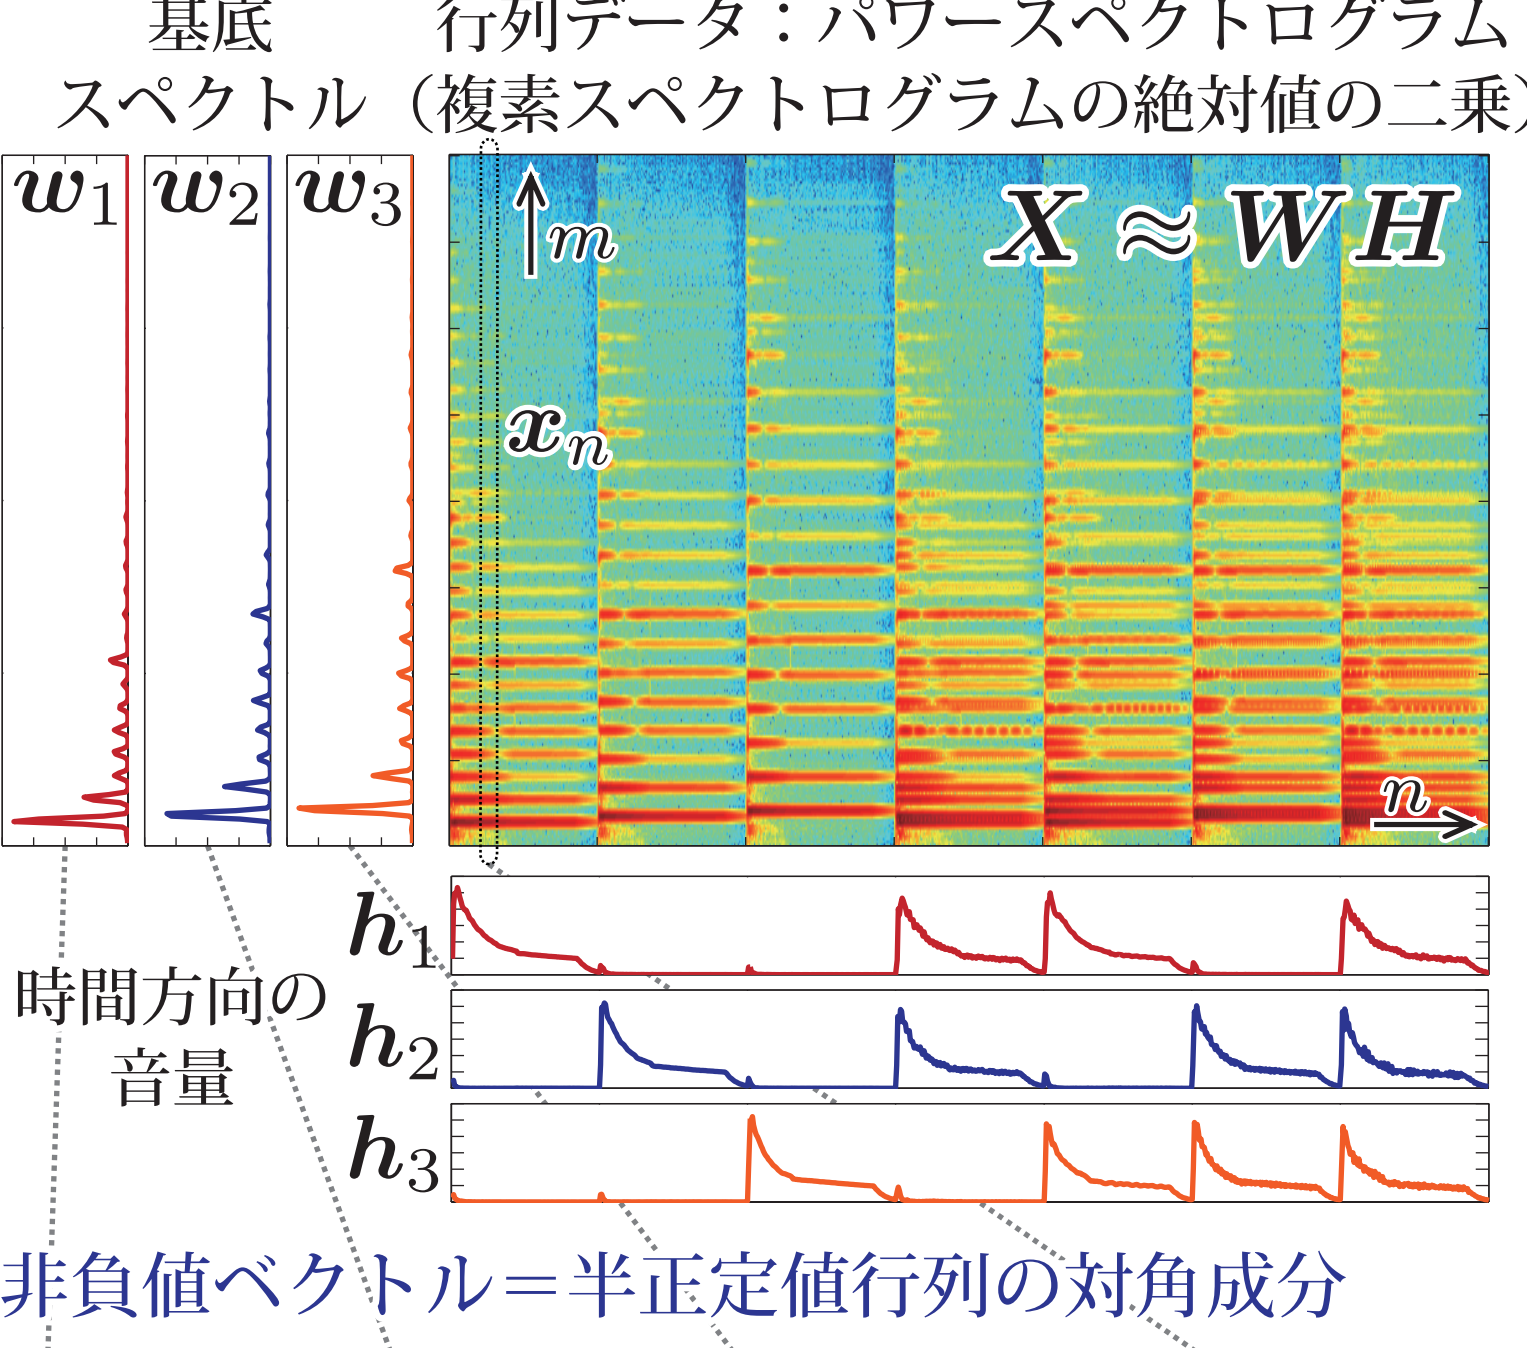 基底
スペクトル
行列データ：パワースペクトログラム
（複素スペクトログラムの絶対値の二乗）
w1
w2
w3
m
X ≈ WH
xn
n
h1
時間方向の
音量
h2
h3
非負値ベクトル＝半正定値行列の対角成分